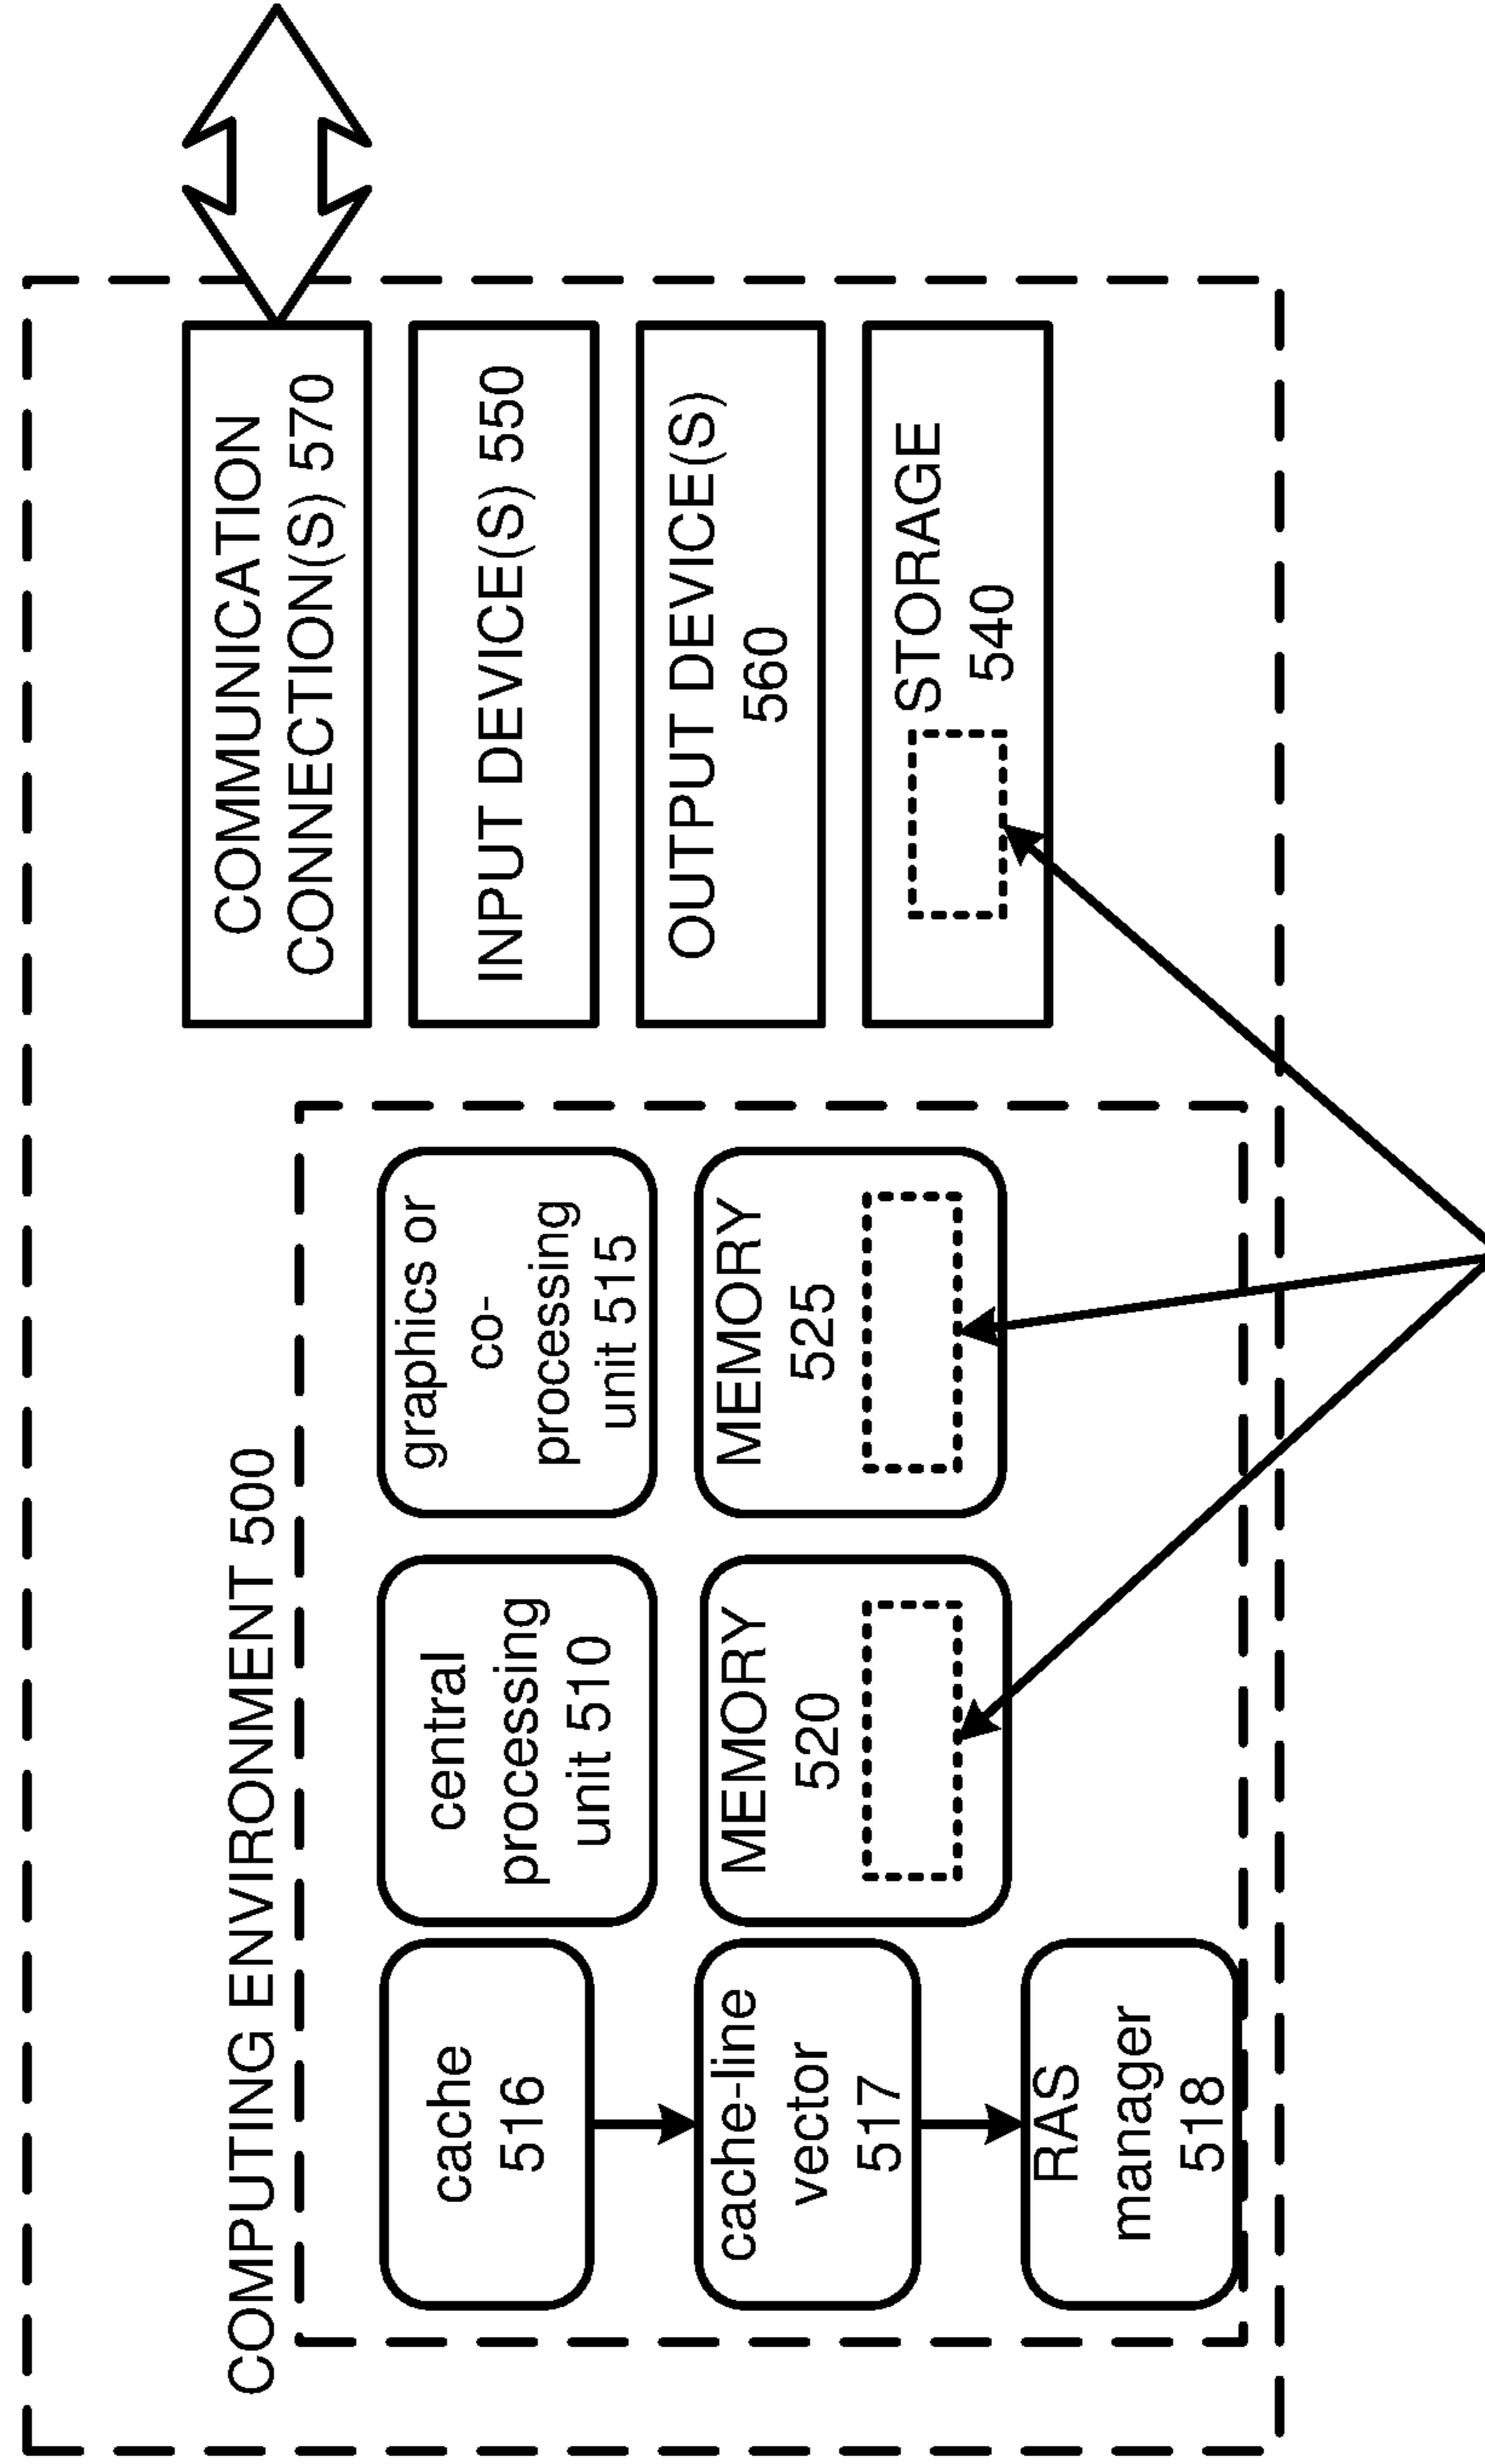 COMPUTING ENVIRONMENT 500
cache
516
cache-line
vector
517
RAS
manager
518
central
processing
unit 510
MEMORY
520
graphics or
co-
processing
unit 515
MEMORY
525
COMMUNICATION
CONNECTION(S) 570
INPUT DEVICE(S) 550
OUTPUT DEVICE(S)
560
STORAGE
540